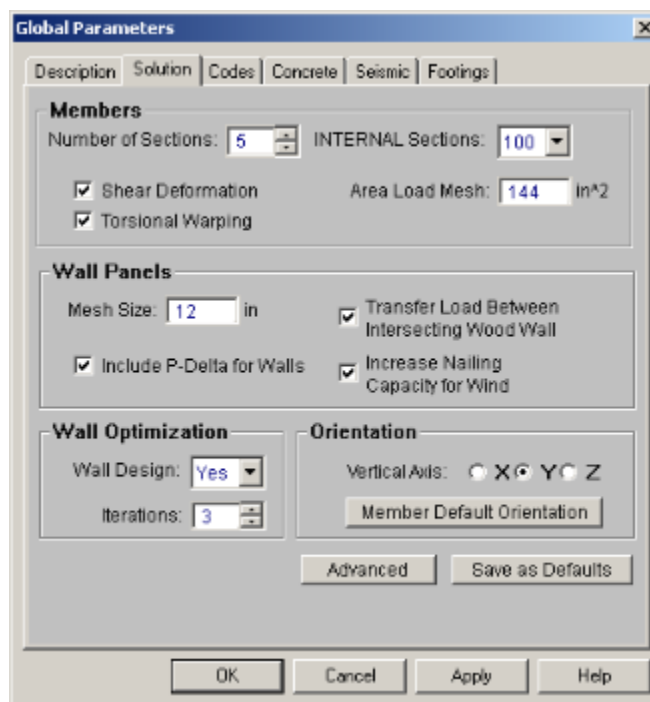 Global Parameters
Description Solution Codes Concrete Seismic Footings
Members
Number of Sections: 5 INTERNAL Sections: 100
Shear Deformation Area Load Mesh: 144 in^2
Torsional Warping
Wall Panels
Mesh Size: 12 in
Transfer Load Between
Intersecting Wood Wall
Include P-Delta for Walls
Increase Nailing
Capacity for Wind
Wall Optimization
Wall Design: Yes
Iterations: 3
Orientation
Vertical Axis: X Y Z
Member Default Orientation
Advanced Save as Defaults
OK Cancel Apply Help